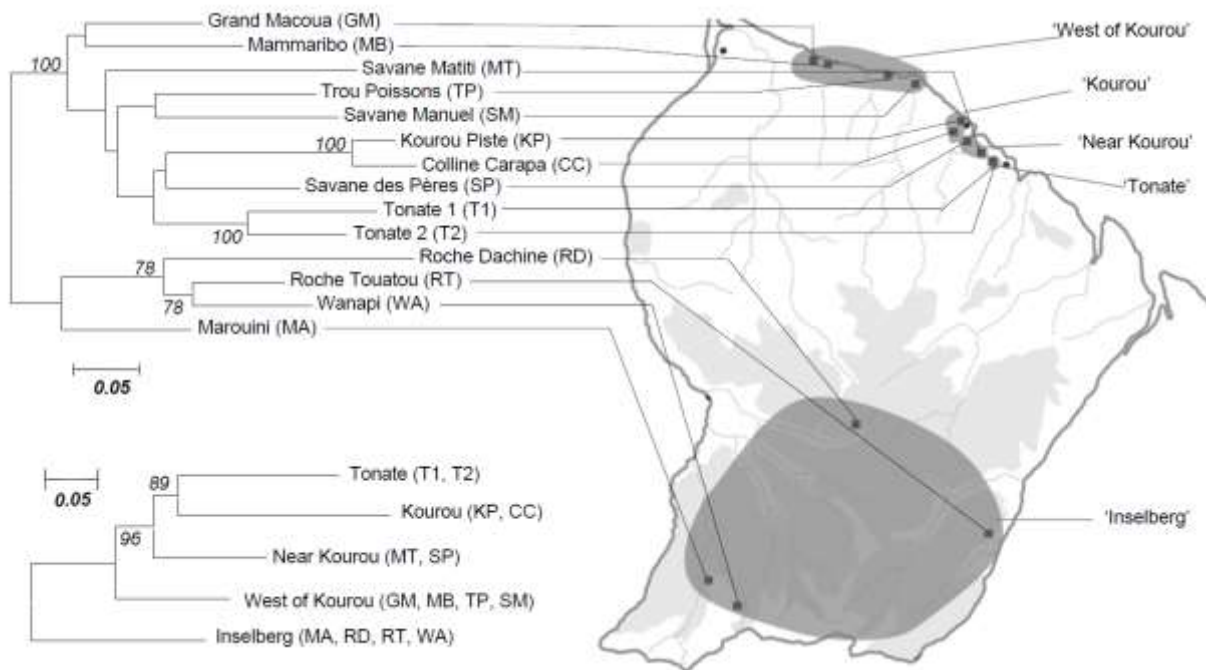 Grand Macoua (GM)
Mammaribo (MB)
100
Savane Matiti (MT)
Trou Poissons (TP)
Savane Manuel (SM)
Kourou Piste (KP)
100
Colline Carapa (CC)
Savane des Pères (SP)
Tonate 1 (T1)
100
Tonate 2 (T2)
Roche Dachine (RD)
78
Roche Touatou (RT)
78
Wanapi (WA)
Marouini (MA)
0.05
'West of Kourou'
'Kourou'
'Near Kourou'
'Tonate'
'Inselberg'
0.05
89
Tonate (T1, T2)
Kourou (KP, CC)
96
Near Kourou (MT, SP)
West of Kourou (GM, MB, TP, SM)
Inselberg (MA, RD, RT, WA)